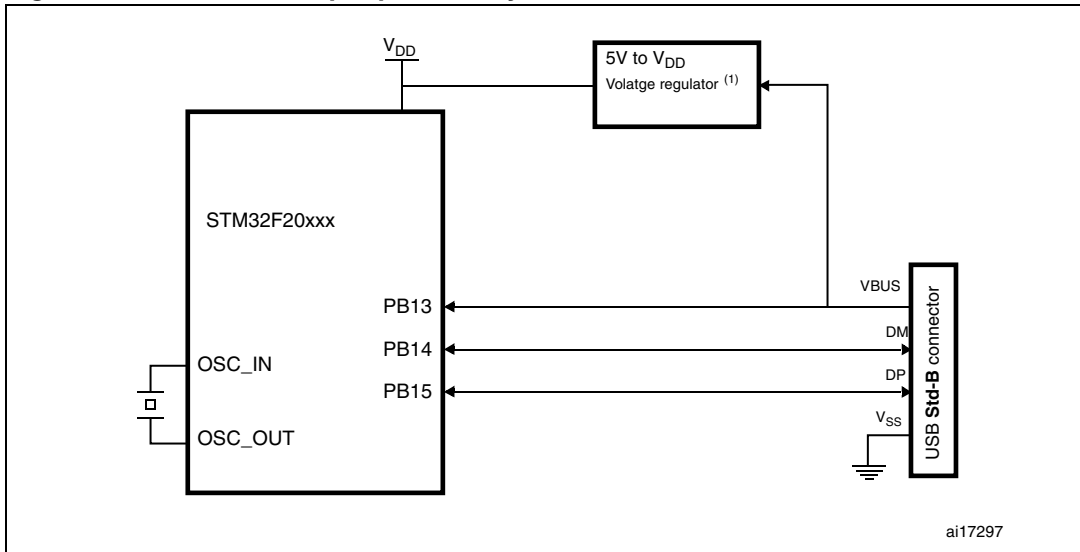 VDD
5V to VDD
Volatge regulator (1)
STM32F20xxx
VBUS
PB13
DM
PB14
OSC_IN
DP
PB15
VSS
OSC_OUT
USB Std-B connector
ai17297